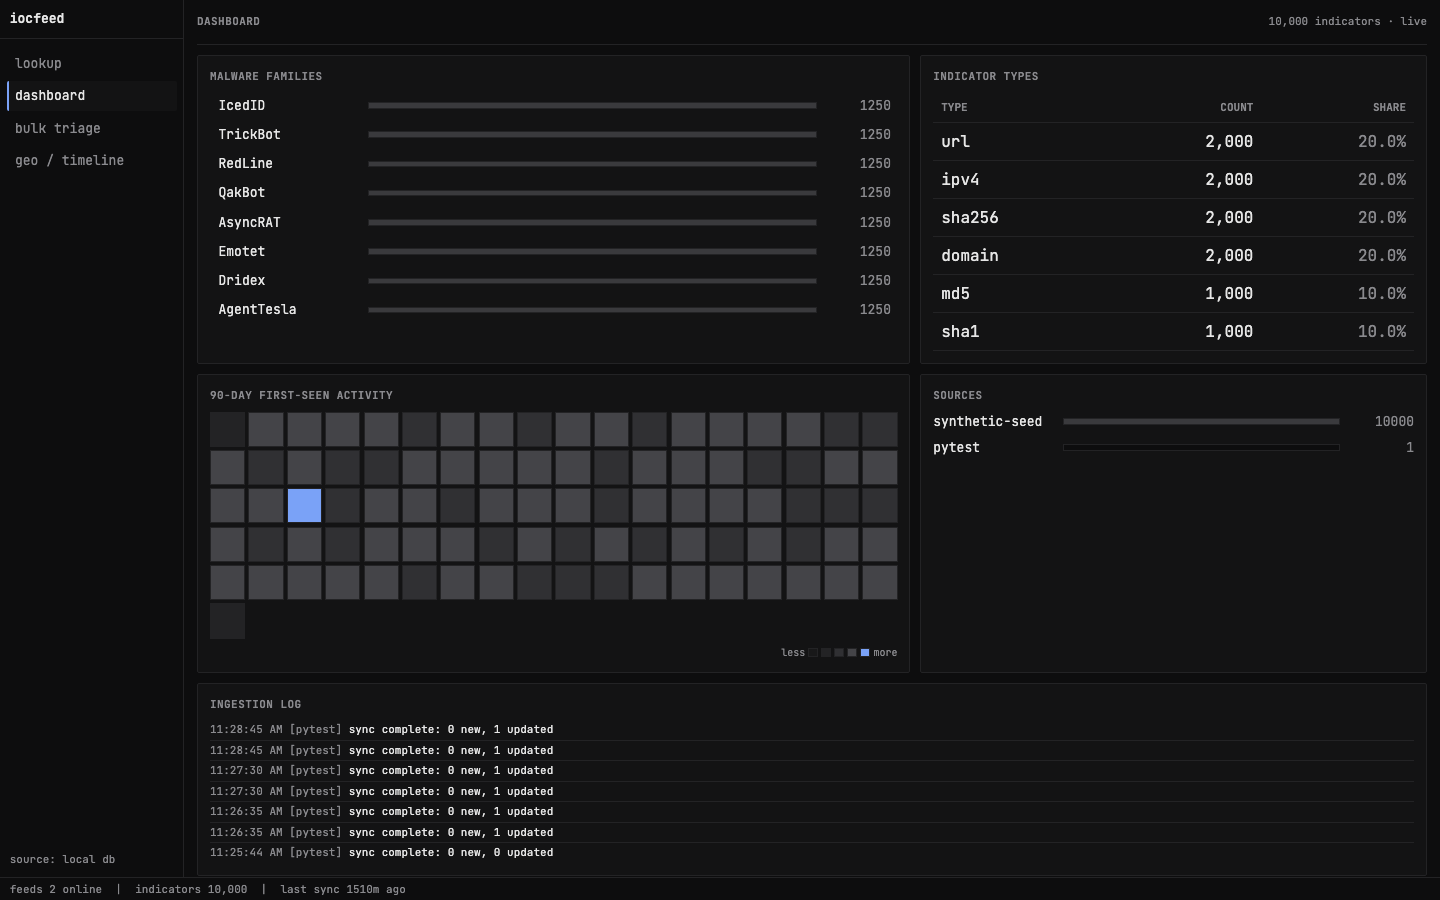 iocfeed
lookup
dashboard
bulk triage
geo / timeline
source: local db
DASHBOARD
10,000 indicators · live
MALWARE FAMILIES
IcedID 1250
TrickBot 1250
RedLine 1250
QakBot 1250
AsyncRAT 1250
Emotet 1250
Dridex 1250
AgentTesla 1250
INDICATOR TYPES
TYPE COUNT SHARE
url 2,000 20.0%
ipv4 2,000 20.0%
sha256 2,000 20.0%
domain 2,000 20.0%
md5 1,000 10.0%
sha1 1,000 10.0%
90-DAY FIRST-SEEN ACTIVITY
less more
SOURCES
synthetic-seed 10000
pytest 1
INGESTION LOG
11:28:45 AM [pytest] sync complete: 0 new, 1 updated
11:28:45 AM [pytest] sync complete: 0 new, 1 updated
11:27:30 AM [pytest] sync complete: 0 new, 1 updated
11:27:30 AM [pytest] sync complete: 0 new, 1 updated
11:26:35 AM [pytest] sync complete: 0 new, 1 updated
11:26:35 AM [pytest] sync complete: 0 new, 1 updated
11:25:44 AM [pytest] sync complete: 0 new, 0 updated
feeds 2 online | indicators 10,000 | last sync 1510m ago